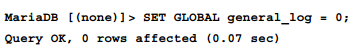 MariaDB [(none)]> SET GLOBAL general_log = 0;
Query OK, 0 rows affected (0.07 sec)